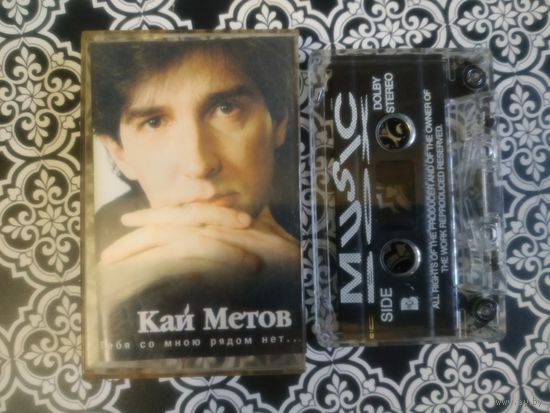 Кай Метов
Тебя со мною рядом нет...
MUSIC
DOLBY
STEREO
SIDE
B
ALL RIGHTS OF THE PRODUCER AND OF THE OWNER OF
THE WORK REPRODUCED RESERVED.